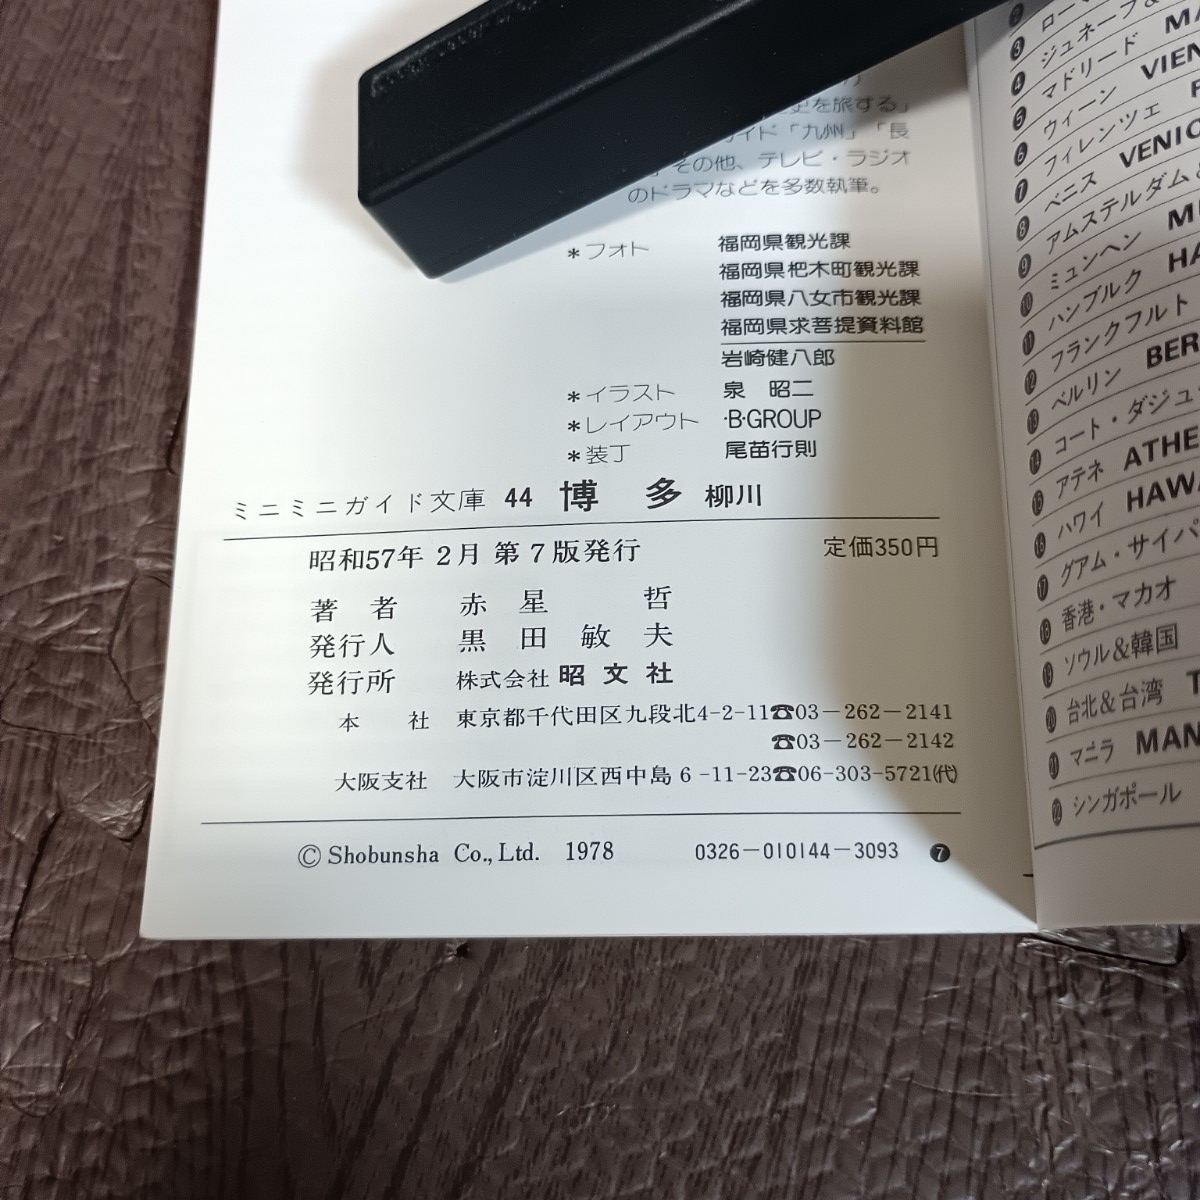 史を旅する」
イド「九州」「長
その他、テレビ・ラジオ
のドラマなどを多数執筆。
*フォト 福岡県観光課
福岡県杷木町観光課
福岡県八女市観光課
福岡県求菩提資料館
岩崎健八郎
*イラスト 泉 昭二
*レイアウト ・B・GROUP
*装丁 尾苗行則
ミニミニガイド文庫 44 博 多 柳川
昭和57年 2月 第7版発行 定価350円
著 者 赤 星 哲
発行人 黒 田 敏 夫
発行所 株式会社 昭 文 社
本 社 東京都千代田区九段北4-2-11☎03-262-2141
☎03-262-2142
大阪支社 大阪市淀川区西中島6-11-23☎06-303-5721(代)
© Shobunsha Co., Ltd. 1978 0326-010144-3093 ❼
❷ ロー
❸ ジュネーブ&
❹ マドリード MA
❺ ウィーン VIEN
❻ フィレンツェ F
❼ ベニス VENIC
❽ アムステルダム&
❾ ミュンヘン M
❿ ハンブルク HA
⓫ フランクフルト
⓬ ベルリン BER
⓭ コート・ダジュ
⓮ アテネ ATHE
⓯ ハワイ HAWA
⓰ グアム・サイパ
⓱ 香港・マカオ
⓲ ソウル&韓国
⓳ 台北&台湾 T
マニラ MAN
シンガポール